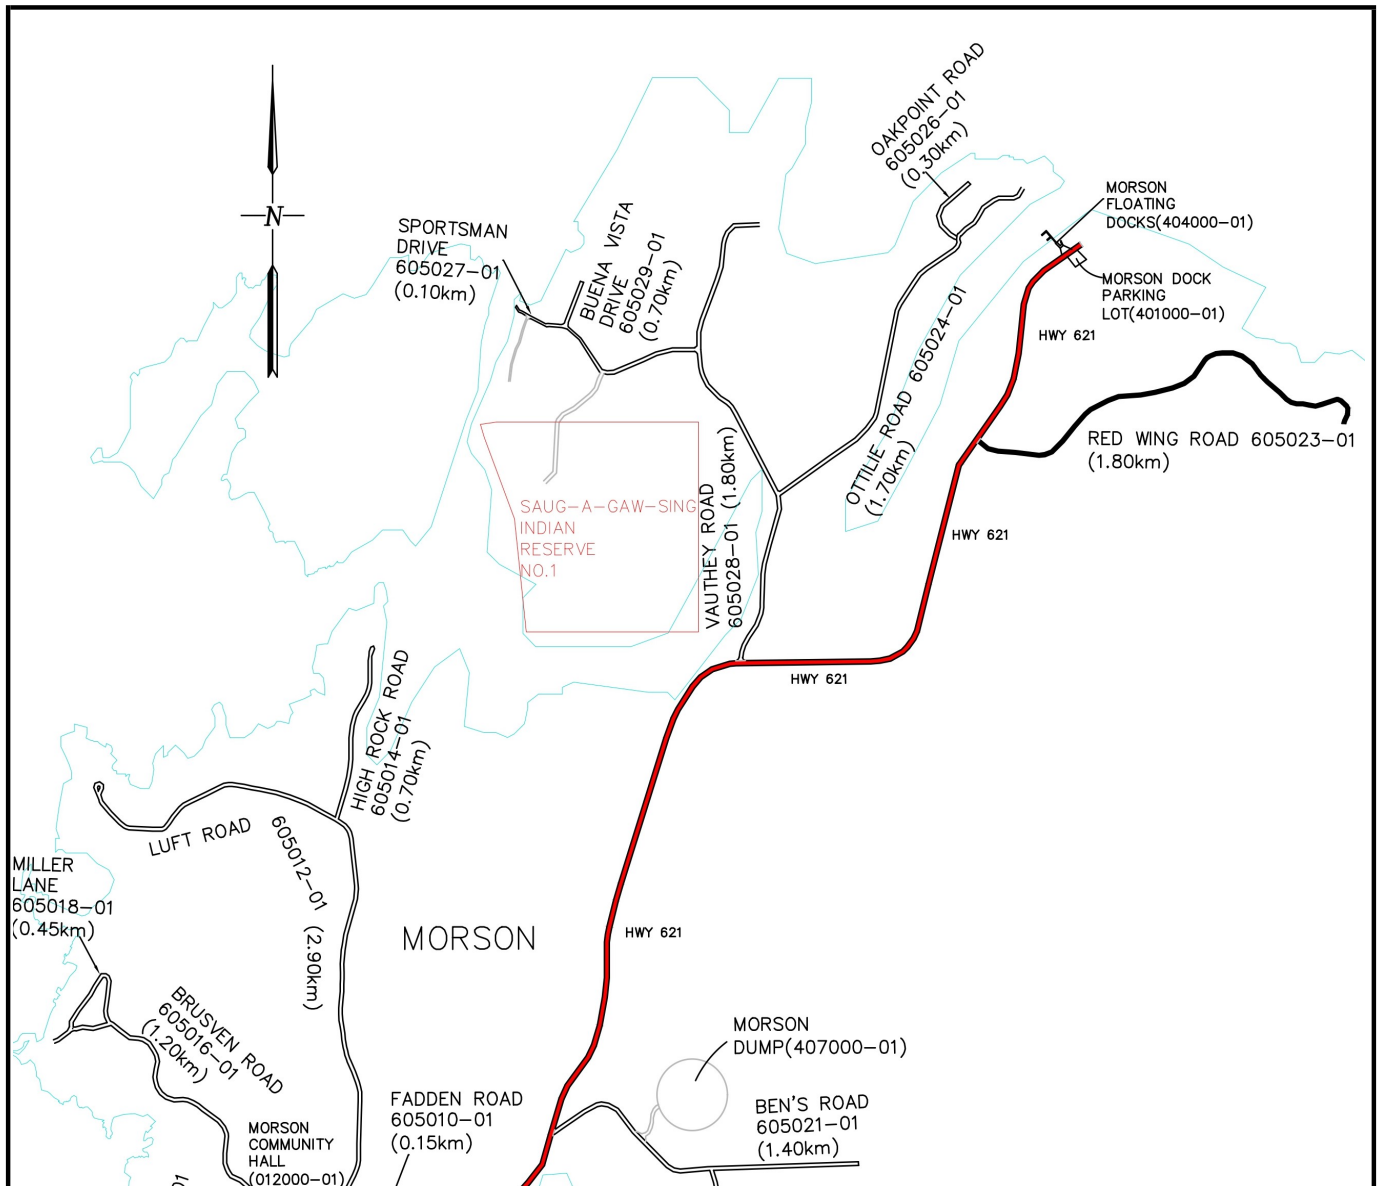 OAKPOINT ROAD
605026-01
(0.30km)
MORSON
FLOATING
DOCKS(404000-01)
N
SPORTSMAN
DRIVE
605027-01
(0.10km)
BUENA VISTA
DRIVE
605029-01
(0.70km)
MORSON DOCK
PARKING
LOT(401000-01)
HWY 621
OTTILIE ROAD 605024-01
(1.70km)
RED WING ROAD 605023-01
(1.80km)
SAUG-A-GAW-SING
INDIAN
RESERVE
NO.1
VAUTHEY ROAD
605028-01 (1.80km)
HWY 621
HWY 621
HIGH ROCK ROAD
605014-01
(0.70km)
LUFT ROAD
605012-01 (2.90km)
MILLER
LANE
605018-01
(0.45km)
MORSON
HWY 621
BRUSVEN ROAD
605016-01
(1.20km)
MORSON
DUMP(407000-01)
FADDEN ROAD
605010-01
(0.15km)
BEN'S ROAD
605021-01
(1.40km)
MORSON
COMMUNITY
HALL
(012000-01)
01